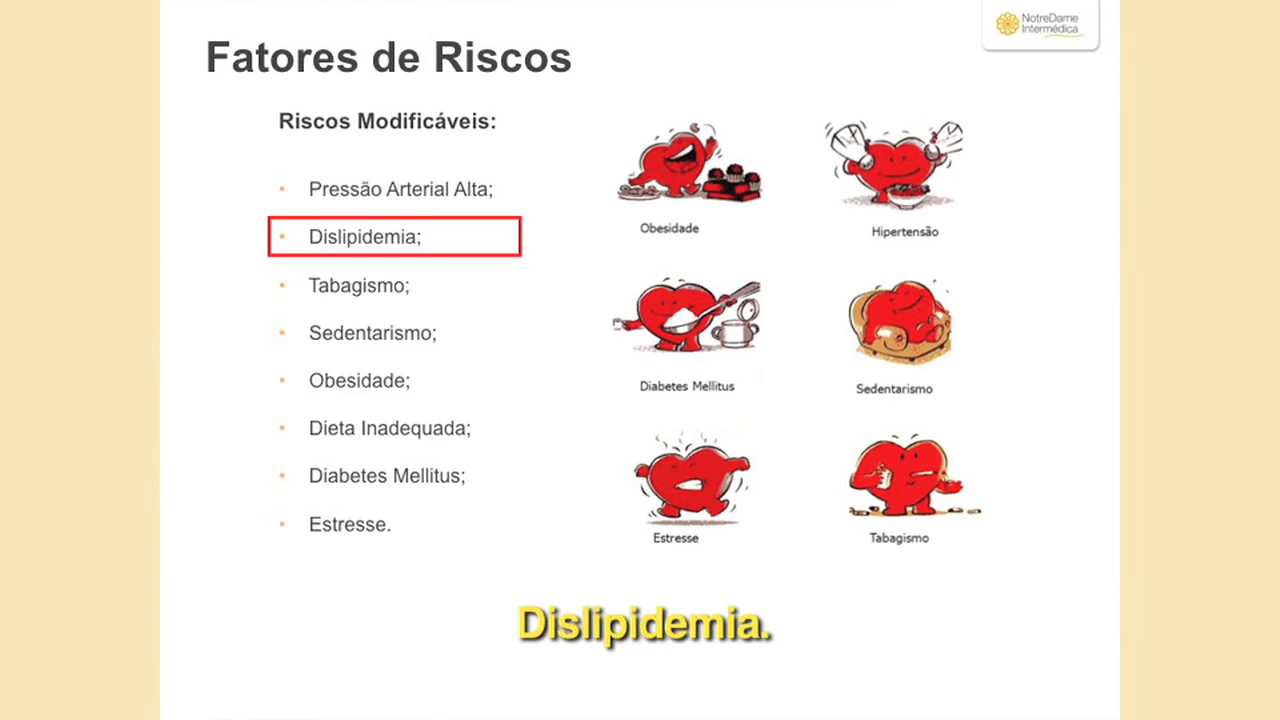 NotreDame
Intermédica
Fatores de Riscos
Riscos Modificáveis:
• Pressão Arterial Alta;
• Dislipidemia;
• Tabagismo;
• Sedentarismo;
• Obesidade;
• Dieta Inadequada;
• Diabetes Mellitus;
• Estresse.
Obesidade
Hipertensão
Diabetes Mellitus
Sedentarismo
Estresse
Tabagismo
Dislipidemia.